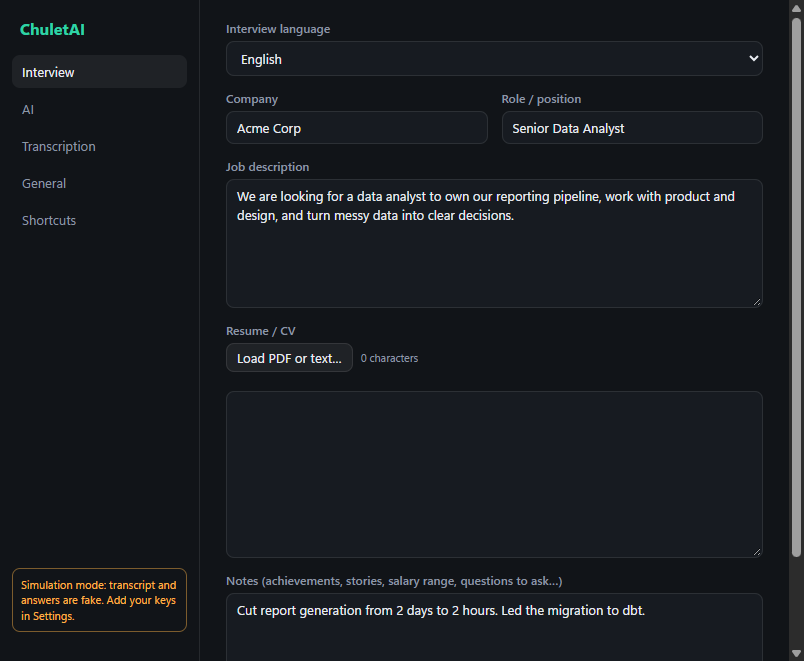 ChuletAI
Interview
AI
Transcription
General
Shortcuts
Simulation mode: transcript and
answers are fake. Add your keys
in Settings.
Interview language
English
Company
Role / position
Acme Corp
Senior Data Analyst
Job description
We are looking for a data analyst to own our reporting pipeline, work with product and
design, and turn messy data into clear decisions.
Resume / CV
Load PDF or text...
0 characters
Notes (achievements, stories, salary range, questions to ask...)
Cut report generation from 2 days to 2 hours. Led the migration to dbt.